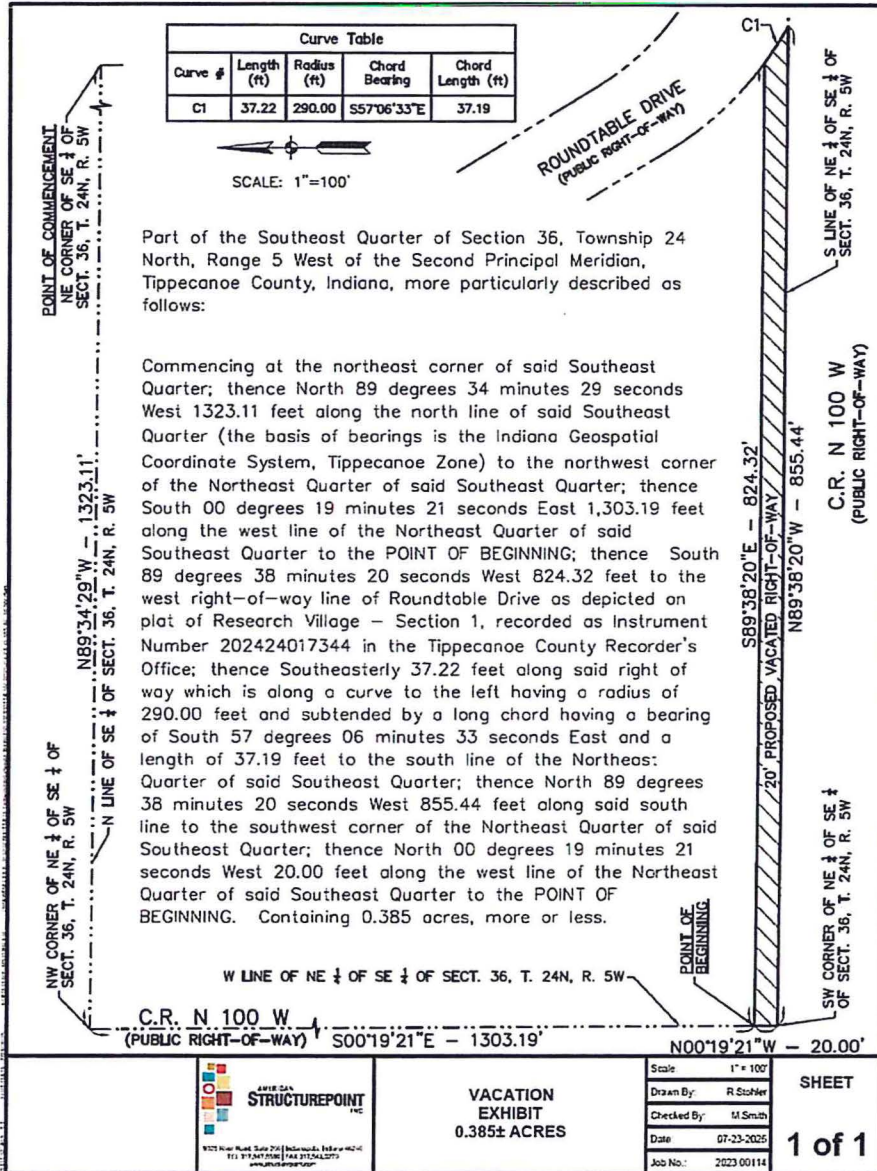 Curve Table
Curve # Length (ft) Radius (ft) Chord Bearing Chord Length (ft)
C1 37.22 290.00 S57°06'33"E 37.19
SCALE: 1"=100'
C1
ROUNDTABLE DRIVE
(PUBLIC RIGHT-OF-WAY)
POINT OF COMMENCEMENT
NE CORNER OF SE ¼ OF
SECT. 36, T. 24N, R. 5W
N89°34'29"W - 1323.11'
N LINE OF SE ¼ OF SECT. 36, T. 24N, R. 5W
NW CORNER OF NE ¼ OF SE ¼ OF
SECT. 36, T. 24N, R. 5W
Part of the Southeast Quarter of Section 36, Township 24
North, Range 5 West of the Second Principal Meridian,
Tippecanoe County, Indiana, more particularly described as
follows:
Commencing at the northeast corner of said Southeast
Quarter; thence North 89 degrees 34 minutes 29 seconds
West 1323.11 feet along the north line of said Southeast
Quarter (the basis of bearings is the Indiana Geospatial
Coordinate System, Tippecanoe Zone) to the northwest corner
of the Northeast Quarter of said Southeast Quarter; thence
South 00 degrees 19 minutes 21 seconds East 1,303.19 feet
along the west line of the Northeast Quarter of said
Southeast Quarter to the POINT OF BEGINNING; thence South
89 degrees 38 minutes 20 seconds West 824.32 feet to the
west right-of-way line of Roundtable Drive as depicted on
plat of Research Village - Section 1, recorded as Instrument
Number 202424017344 in the Tippecanoe County Recorder's
Office; thence Southeasterly 37.22 feet along said right of
way which is along a curve to the left having a radius of
290.00 feet and subtended by a long chord having a bearing
of South 57 degrees 06 minutes 33 seconds East and a
length of 37.19 feet to the south line of the Northeas:
Quarter of said Southeast Quarter; thence North 89 degrees
38 minutes 20 seconds West 855.44 feet along said south
line to the southwest corner of the Northeast Quarter of said
Southeast Quarter; thence North 00 degrees 19 minutes 21
seconds West 20.00 feet along the west line of the Northeast
Quarter of said Southeast Quarter to the POINT OF
BEGINNING. Containing 0.385 acres, more or less.
S LINE OF NE ¼ OF SE ¼ OF
SECT. 36, T. 24N, R. 5W
C.R. N 100 W
(PUBLIC RIGHT-OF-WAY)
S89°38'20"E - 824.32'
20' PROPOSED VACATED RIGHT-OF-WAY
N89°38'20"W - 855.44'
SW CORNER OF NE ¼ OF SE ¼
OF SECT. 36, T. 24N, R. 5W
POINT OF
BEGINNING
W LINE OF NE ¼ OF SE ¼ OF SECT. 36, T. 24N, R. 5W
C.R. N 100 W
(PUBLIC RIGHT-OF-WAY)
S00°19'21"E - 1303.19'
N00°19'21"W - 20.00'
AMERICAN
STRUCTUREPOINT
INC
VACATION
EXHIBIT
0.385± ACRES
Scale 1" = 100'
Drawn By: R.Stohler
Checked By: M.Smith
Date: 07-23-2025
Job No.: 2023.00114
SHEET
1 of 1